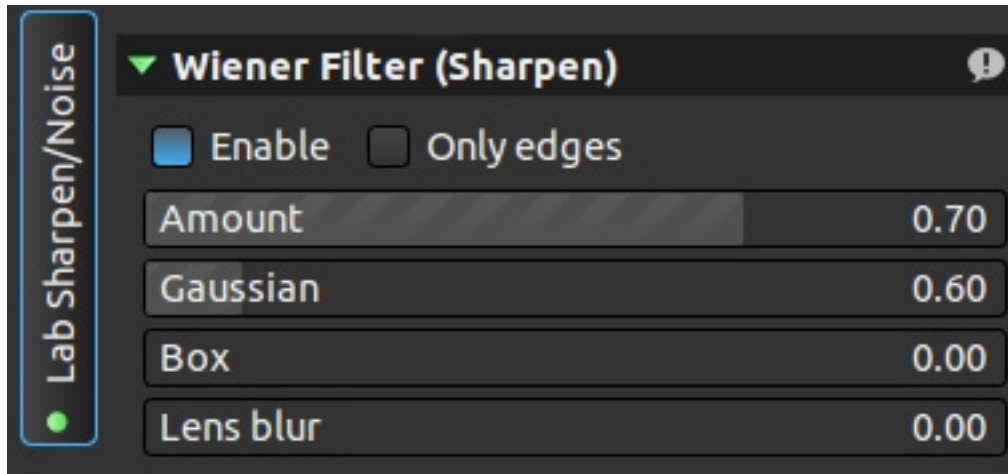 Lab Sharpen/Noise
Wiener Filter (Sharpen)
Enable Only edges
Amount 0.70
Gaussian 0.60
Box 0.00
Lens blur 0.00